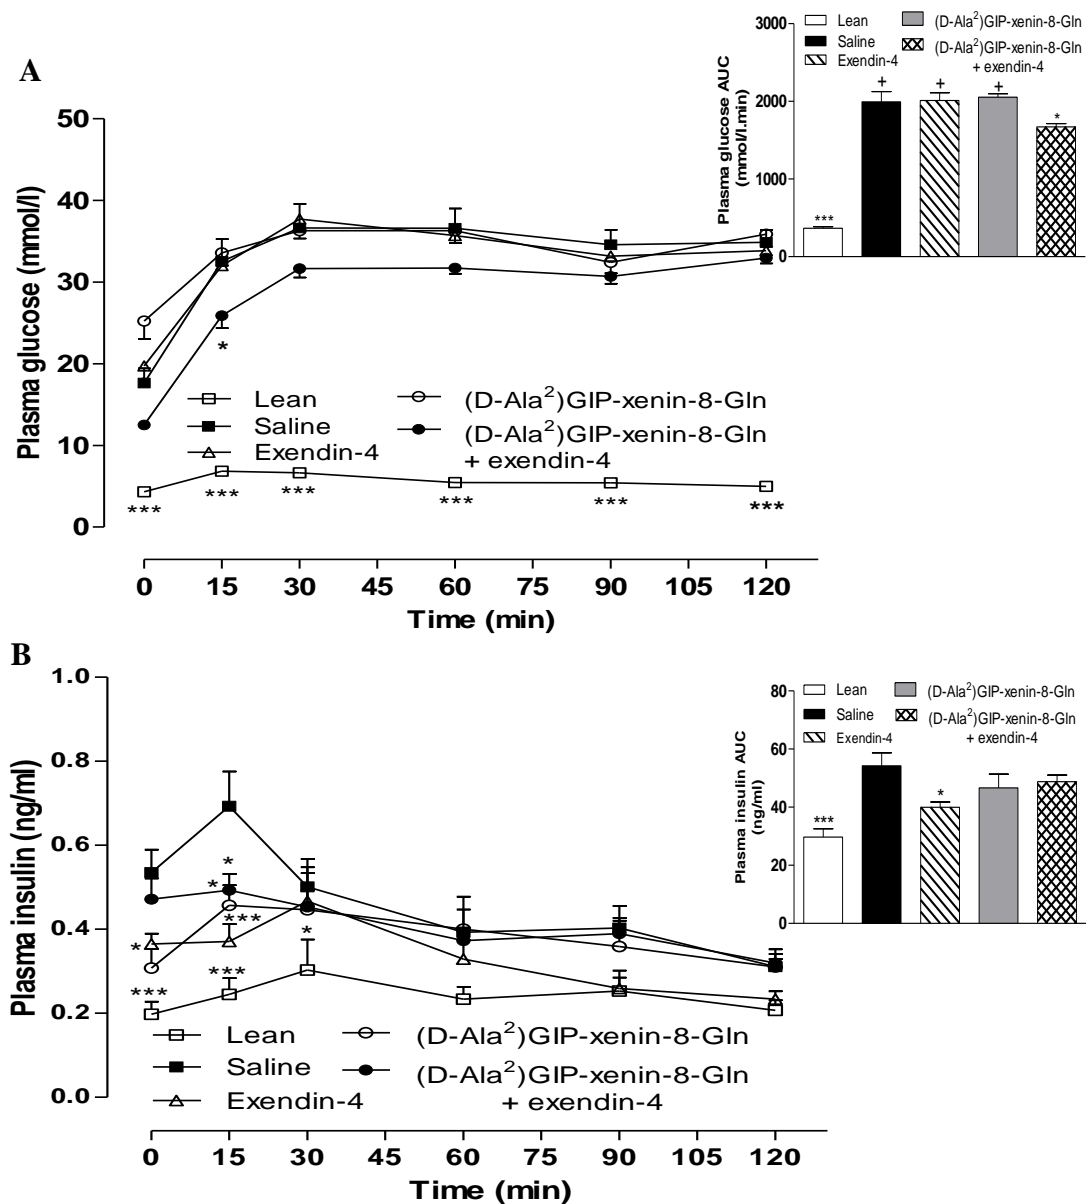 A
Plasma glucose (mmol/l)
50
40
30
20
10
0
*
***
***
***
***
***
***
Lean
Saline
Exendin-4
(D-Ala²)GIP-xenin-8-Gln
(D-Ala²)GIP-xenin-8-Gln
+ exendin-4
0 15 30 45 60 75 90 105 120
Time (min)
Lean
Saline
Exendin-4
(D-Ala²)GIP-xenin-8-Gln
(D-Ala²)GIP-xenin-8-Gln
+ exendin-4
Plasma glucose AUC
(mmol/l.min)
3000
2000
1000
0
***
+
+
+
*
B
Plasma insulin (ng/ml)
1.0
0.8
0.6
0.4
0.2
0.0
*
*
***
*
*
***
***
Lean
Saline
Exendin-4
(D-Ala²)GIP-xenin-8-Gln
(D-Ala²)GIP-xenin-8-Gln
+ exendin-4
0 15 30 45 60 75 90 105 120
Time (min)
Lean
Saline
Exendin-4
(D-Ala²)GIP-xenin-8-Gln
(D-Ala²)GIP-xenin-8-Gln
+ exendin-4
Plasma insulin AUC
(ng/ml)
80
60
40
20
0
***
*